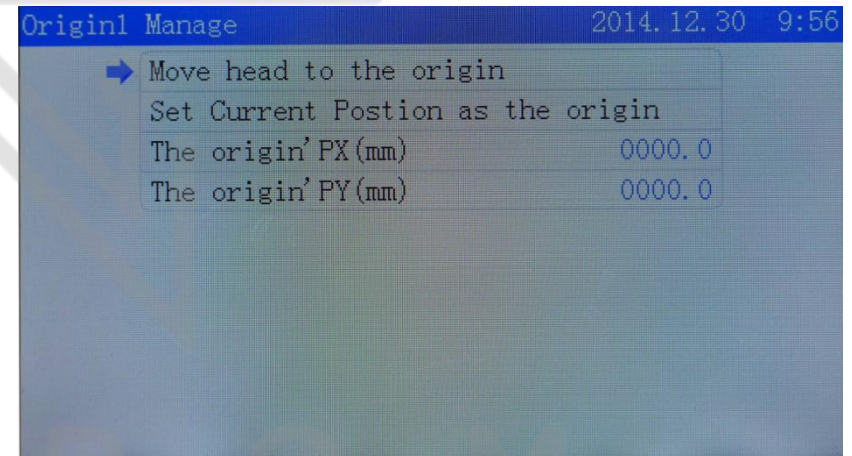 Origin1 Manage 2014.12.30 9:56
Move head to the origin
Set Current Postion as the origin
The origin'PX(mm) 0000.0
The origin'PY(mm) 0000.0